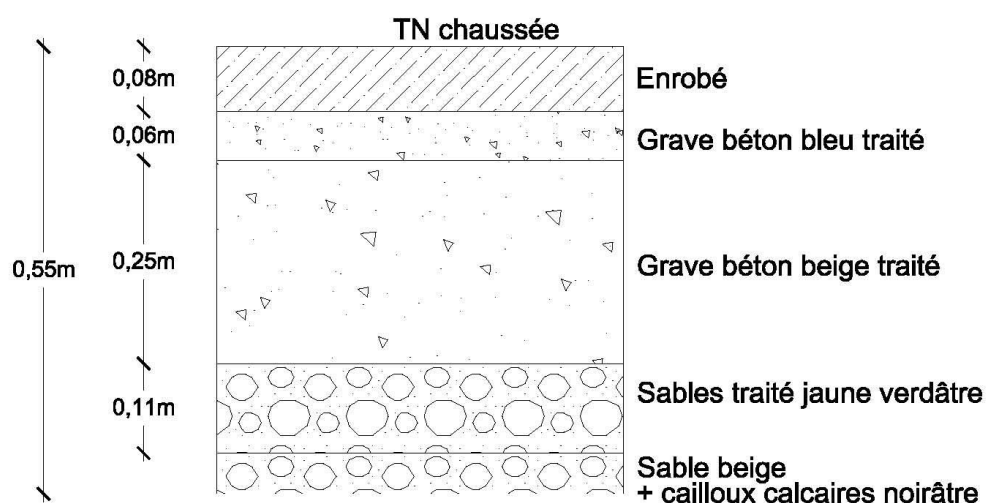 TN chaussée
0,08m
Enrobé
0,06m
Grave béton bleu traité
0,55m
0,25m
Grave béton beige traité
0,11m
Sables traité jaune verdâtre
Sable beige
+ cailloux calcaires noirâtre